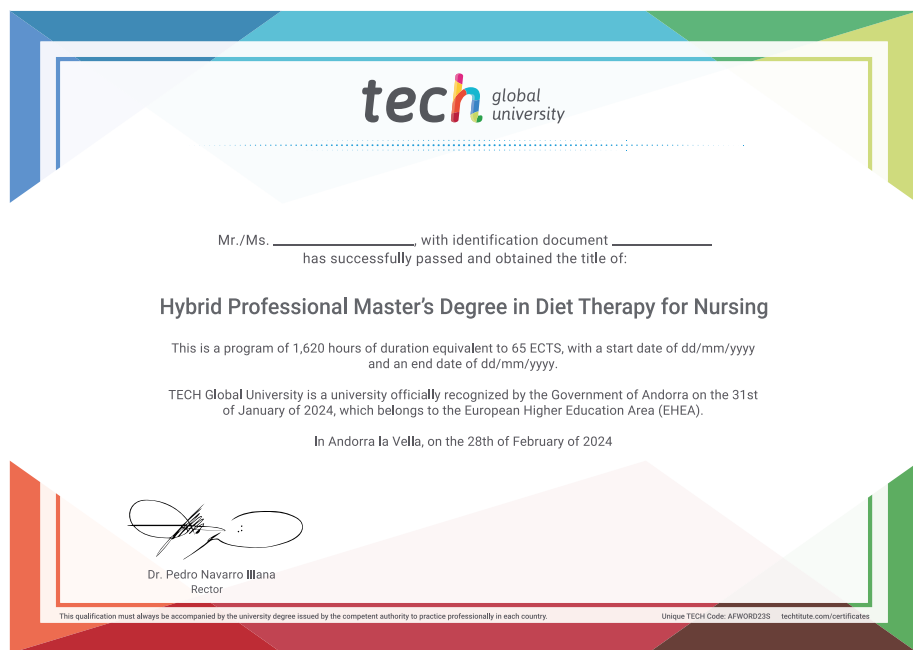 tech global university
Mr./Ms. ________________, with identification document ____________
has successfully passed and obtained the title of:
Hybrid Professional Master's Degree in Diet Therapy for Nursing
This is a program of 1,620 hours of duration equivalent to 65 ECTS, with a start date of dd/mm/yyyy
and an end date of dd/mm/yyyy.
TECH Global University is a university officially recognized by the Government of Andorra on the 31st
of January of 2024, which belongs to the European Higher Education Area (EHEA).
In Andorra la Vella, on the 28th of February of 2024
Dr. Pedro Navarro Illana
Rector
This qualification must always be accompanied by the university degree issued by the competent authority to practice professionally in each country.
Unique TECH Code: AFWORD23S techtitute.com/certificates